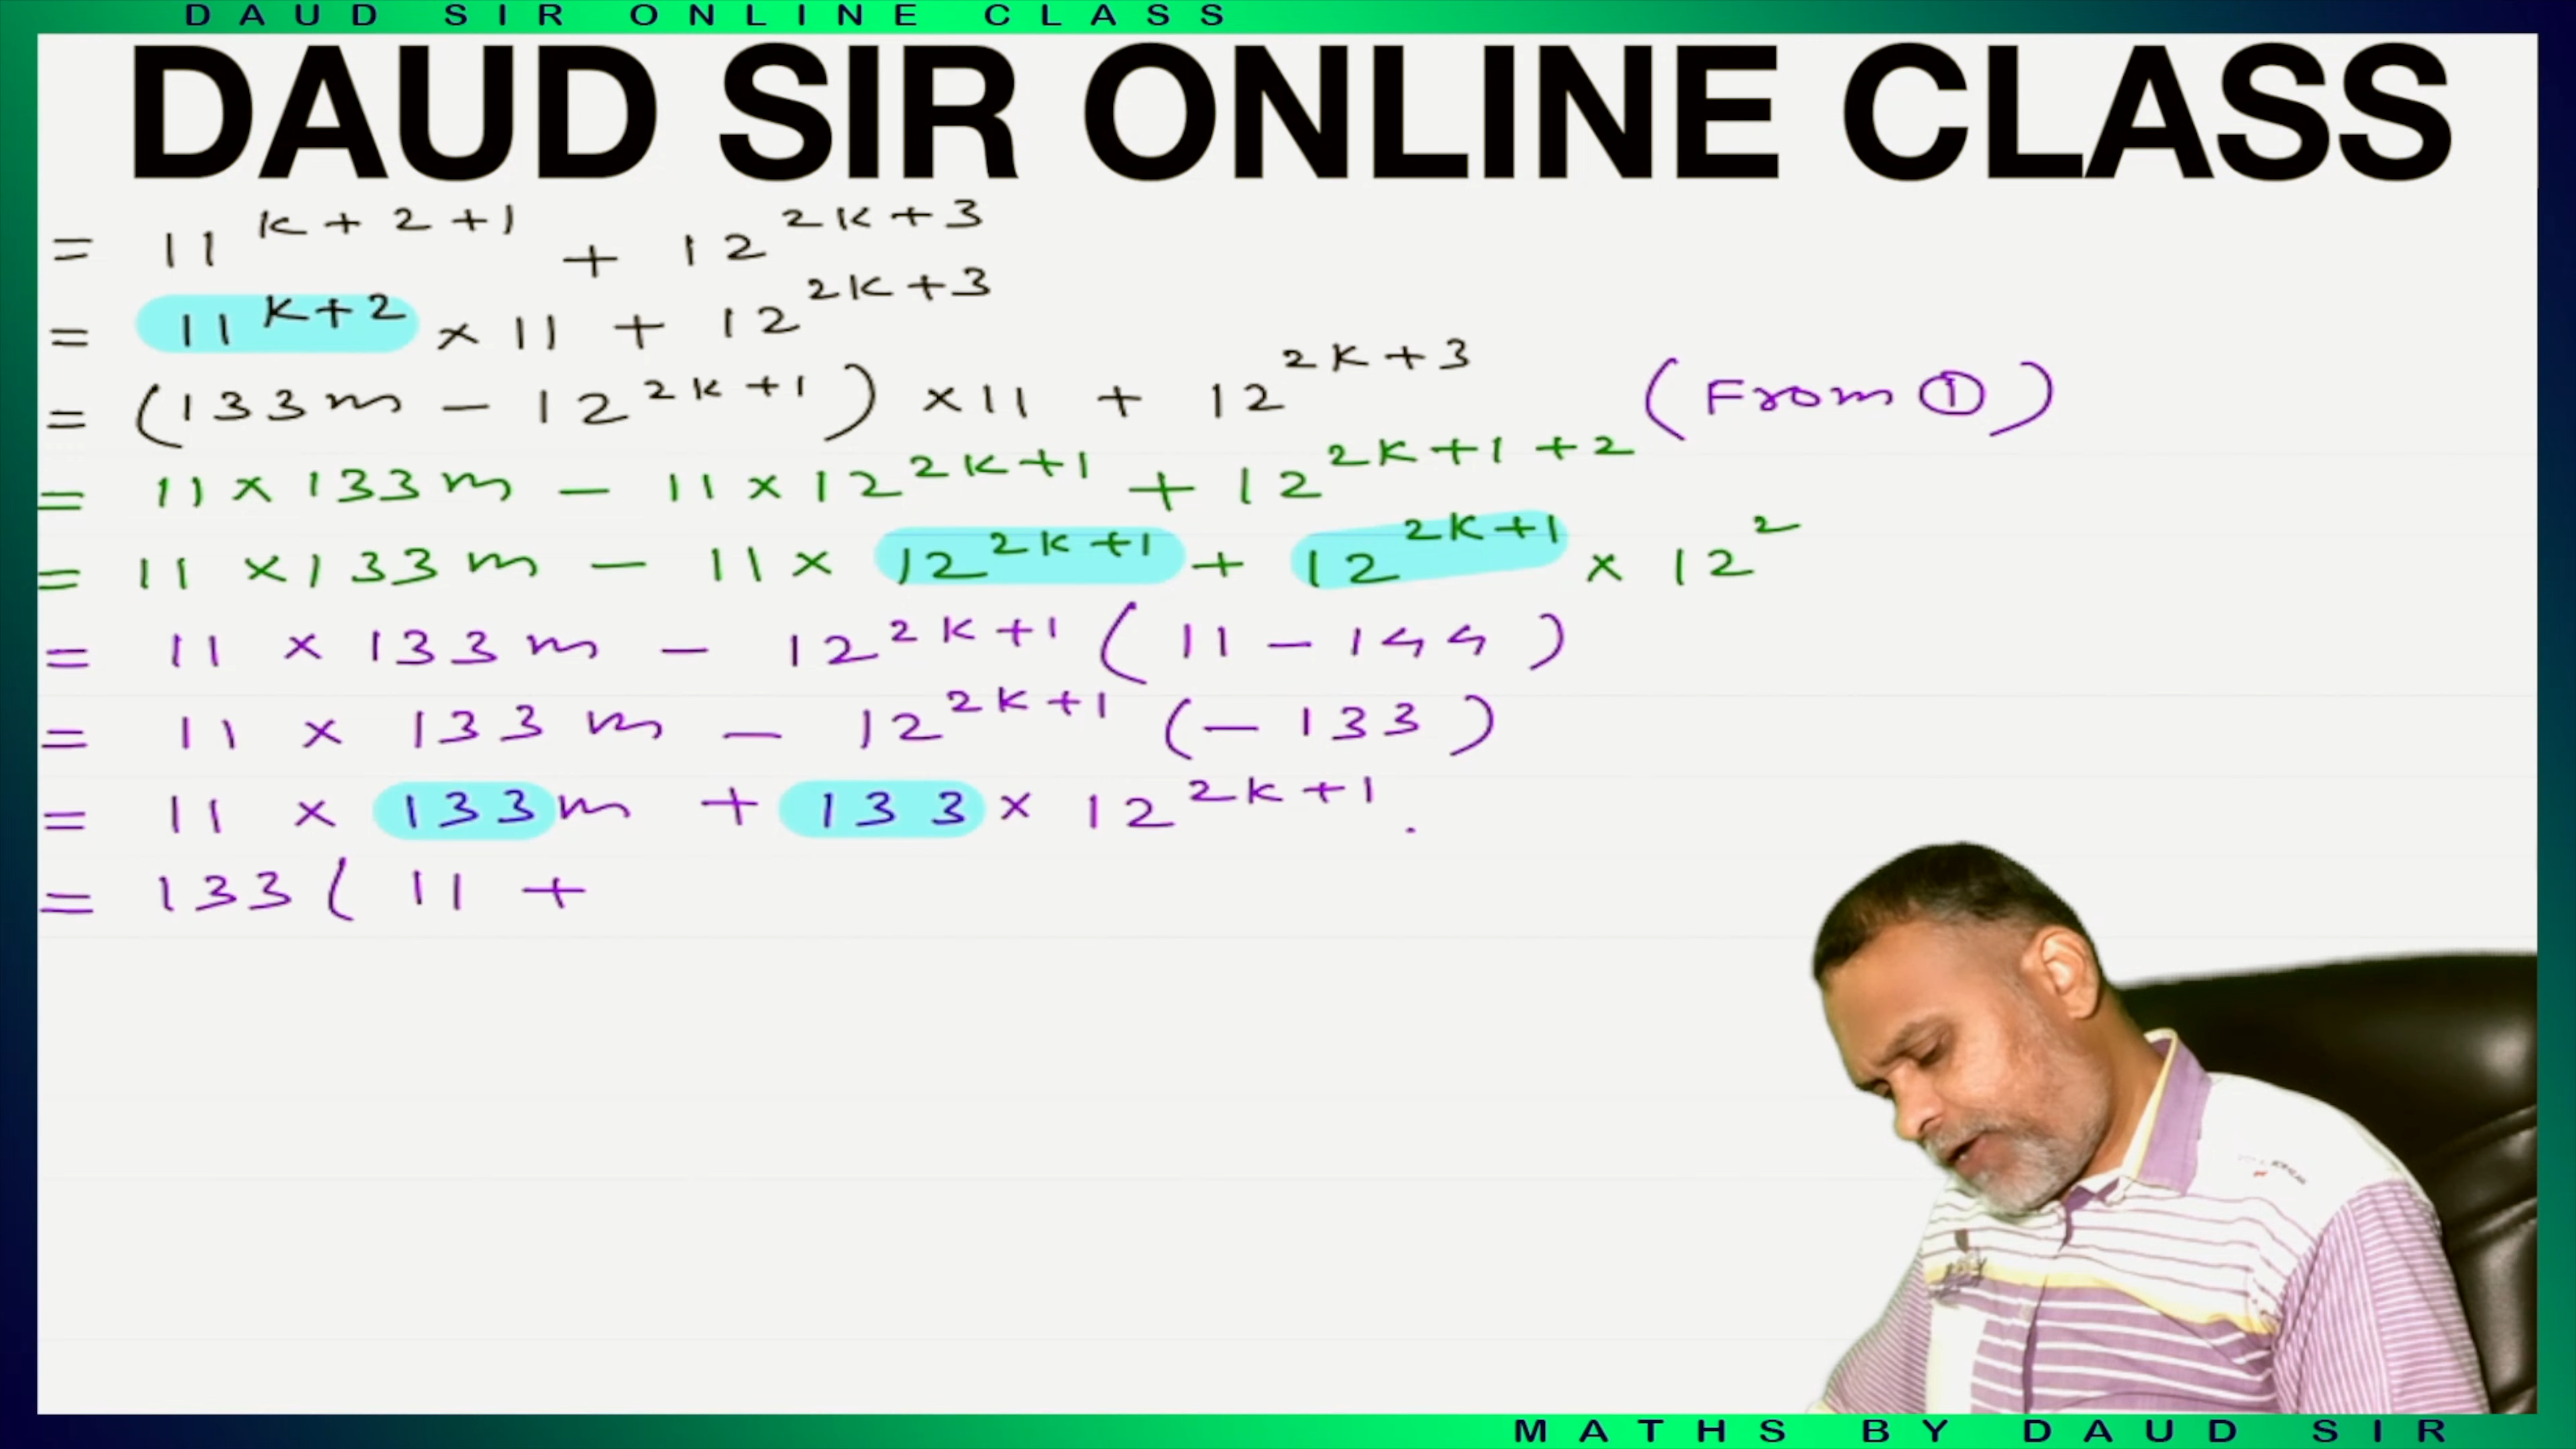 DAUD SIR ONLINE CLASS
DAUD SIR ONLINE CLASS
= 11^{k+2+1} + 12^{2k+3}
= 11^{k+2} × 11 + 12^{2k+3}
= (133m - 12^{2k+1}) × 11 + 12^{2k+3} (From ①)
= 11 × 133m - 11 × 12^{2k+1} + 12^{2k+1+2}
= 11 × 133m - 11 × 12^{2k+1} + 12^{2k+1} × 12^2
= 11 × 133m - 12^{2k+1} (11 - 144)
= 11 × 133m - 12^{2k+1} (-133)
= 11 × 133m + 133 × 12^{2k+1}.
= 133( 11 +
MATHS BY DAUD SIR